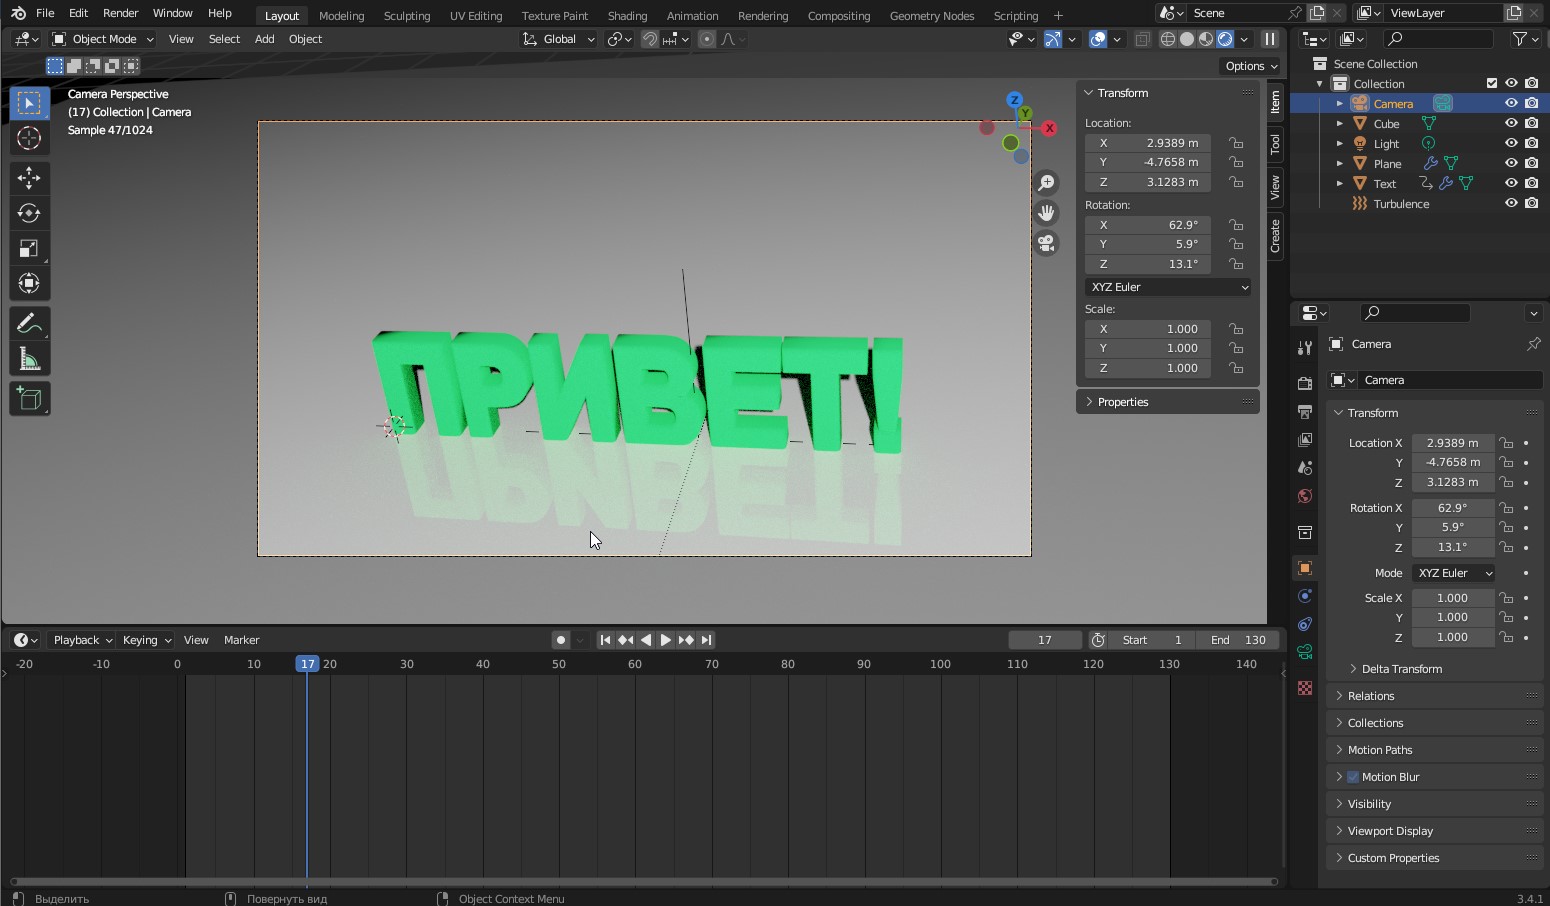 File Edit Render Window Help Layout Modeling Sculpting UV Editing Texture Paint Shading Animation Rendering Compositing Geometry Nodes Scripting + Scene ViewLayer
Object Mode View Select Add Object Global
Options
Camera Perspective
(17) Collection | Camera
Sample 47/1024
Z
Y
X
ПРИВЕТ!
Transform
Location:
X 2.9389 m
Y -4.7658 m
Z 3.1283 m
Rotation:
X 62.9°
Y 5.9°
Z 13.1°
XYZ Euler
Scale:
X 1.000
Y 1.000
Z 1.000
Properties
Item
Tool
View
Create
Scene Collection
Collection
Camera
Cube
Light
Plane
Text
Turbulence
Camera
Camera
Transform
Location X 2.9389 m
Y -4.7658 m
Z 3.1283 m
Rotation X 62.9°
Y 5.9°
Z 13.1°
Mode XYZ Euler
Scale X 1.000
Y 1.000
Z 1.000
Delta Transform
Relations
Collections
Motion Paths
Motion Blur
Visibility
Viewport Display
Custom Properties
Playback Keying View Marker 17 Start 1 End 130
-20 -10 0 10 17 20 30 40 50 60 70 80 90 100 110 120 130 140
Выделить Повернуть вид Object Context Menu 3.4.1